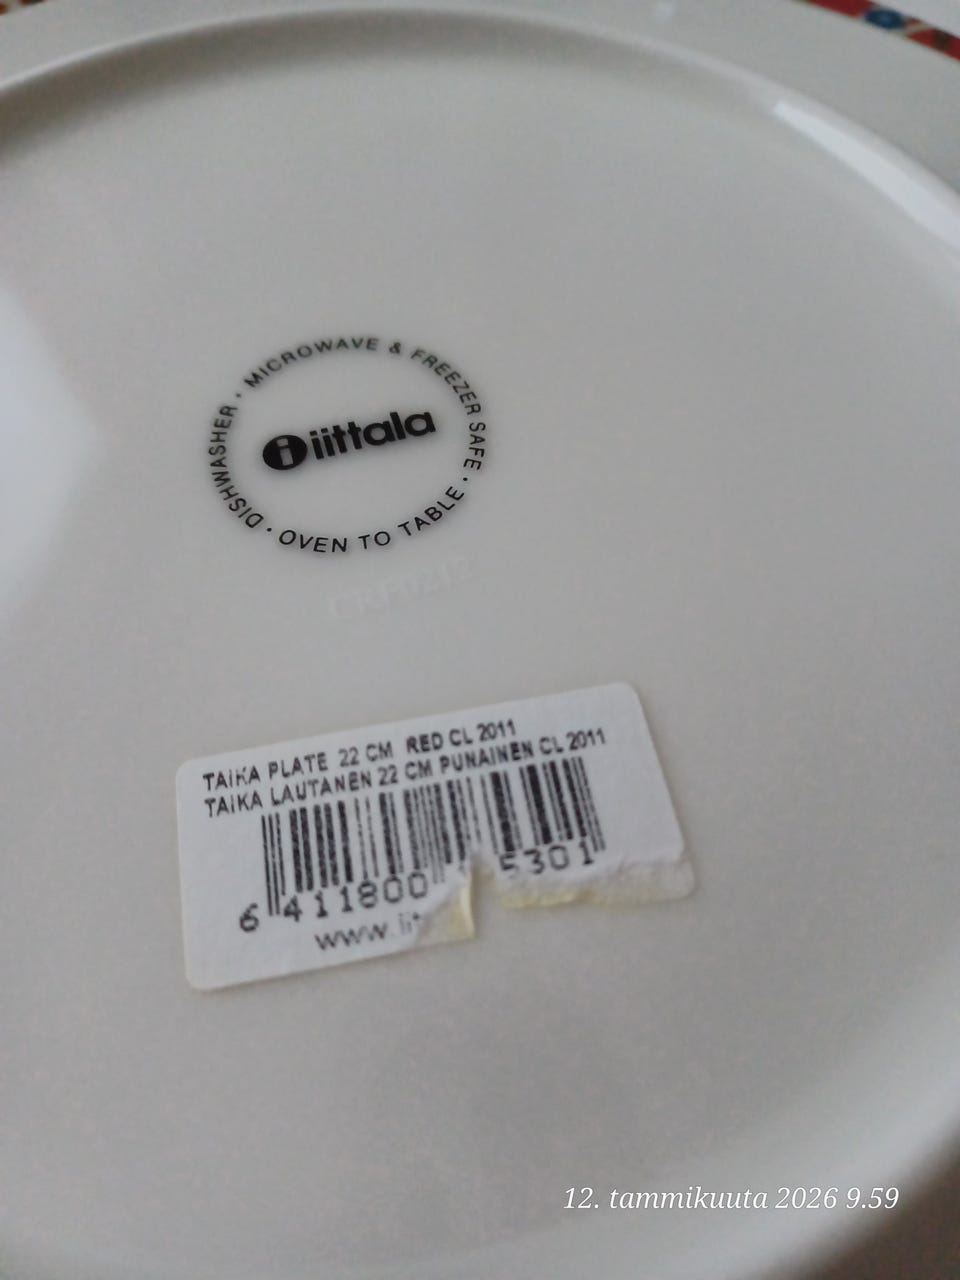 DISHWASHER · MICROWAVE & FREEZER SAFE · OVEN TO TABLE ·
iittala
TAIKA PLATE 22 CM RED CL 2011
TAIKA LAUTANEN 22 CM PUNAINEN CL 2011
6 411800 5301
www.iit
12. tammikuuta 2026 9.59